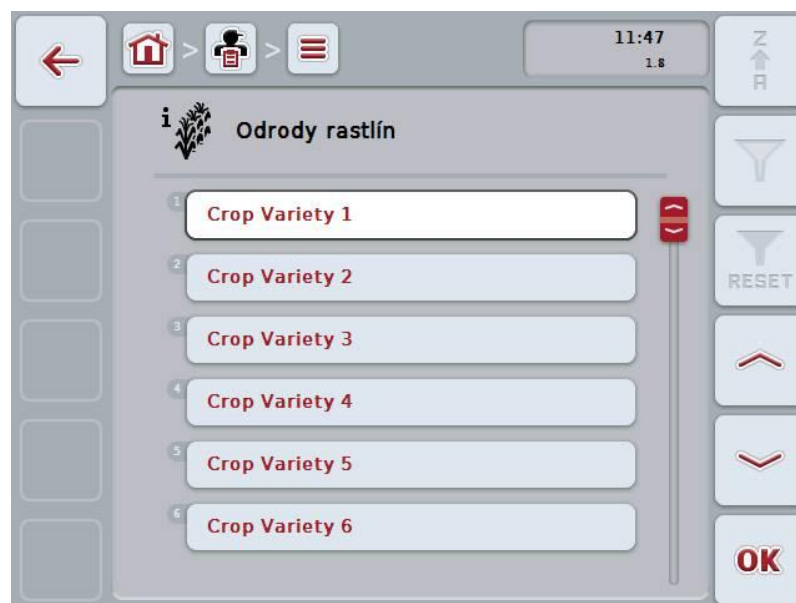 11:47
1.8
Z
A
i
Odrody rastlín
1
Crop Variety 1
2
Crop Variety 2
RESET
3
Crop Variety 3
4
Crop Variety 4
5
Crop Variety 5
6
Crop Variety 6
OK